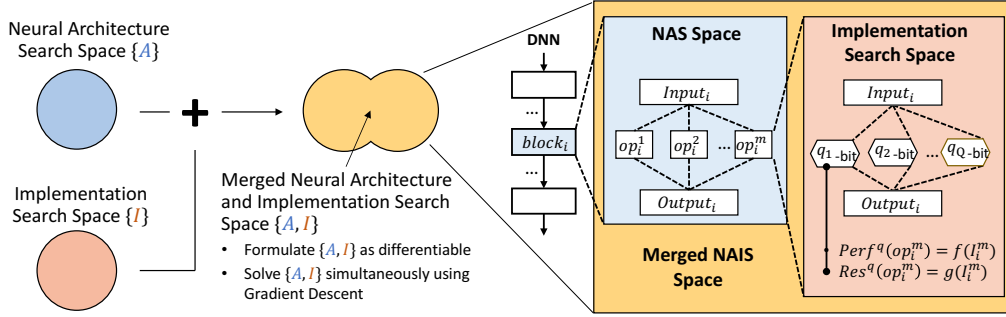 Neural Architecture
Search Space {A}
Implementation
Search Space {I}
Merged Neural Architecture
and Implementation Search
Space {A, I}
• Formulate {A, I} as differentiable
• Solve {A, I} simultaneously using
Gradient Descent
DNN
...
block_i
...
NAS Space
Input_i
op_i^1
op_i^2
... op_i^m
Output_i
Merged NAIS
Space
Implementation
Search Space
Input_i
q_1-bit
q_2-bit
...
q_Q-bit
Output_i
Perf^q(op_i^m) = f(I_i^m)
Res^q(op_i^m) = g(I_i^m)